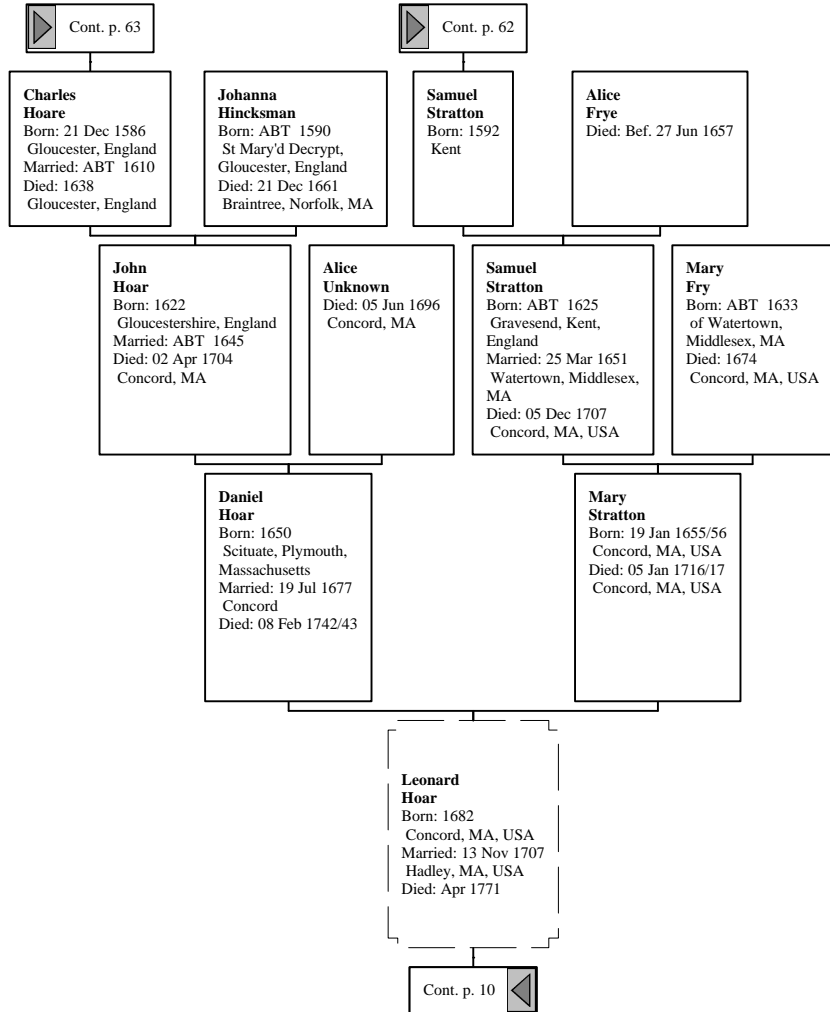 Cont. p. 63
Cont. p. 62
Charles
Hoare
Born: 21 Dec 1586
Gloucester, England
Married: ABT 1610
Died: 1638
Gloucester, England
Johanna
Hincksman
Born: ABT 1590
St Mary'd Decrypt,
Gloucester, England
Died: 21 Dec 1661
Braintree, Norfolk, MA
Samuel
Stratton
Born: 1592
Kent
Alice
Frye
Died: Bef. 27 Jun 1657
John
Hoar
Born: 1622
Gloucestershire, England
Married: ABT 1645
Died: 02 Apr 1704
Concord, MA
Alice
Unknown
Died: 05 Jun 1696
Concord, MA
Samuel
Stratton
Born: ABT 1625
Gravesend, Kent,
England
Married: 25 Mar 1651
Watertown, Middlesex,
MA
Died: 05 Dec 1707
Concord, MA, USA
Mary
Fry
Born: ABT 1633
of Watertown,
Middlesex, MA
Died: 1674
Concord, MA, USA
Daniel
Hoar
Born: 1650
Scituate, Plymouth,
Massachusetts
Married: 19 Jul 1677
Concord
Died: 08 Feb 1742/43
Mary
Stratton
Born: 19 Jan 1655/56
Concord, MA, USA
Died: 05 Jan 1716/17
Concord, MA, USA
Leonard
Hoar
Born: 1682
Concord, MA, USA
Married: 13 Nov 1707
Hadley, MA, USA
Died: Apr 1771
Cont. p. 10